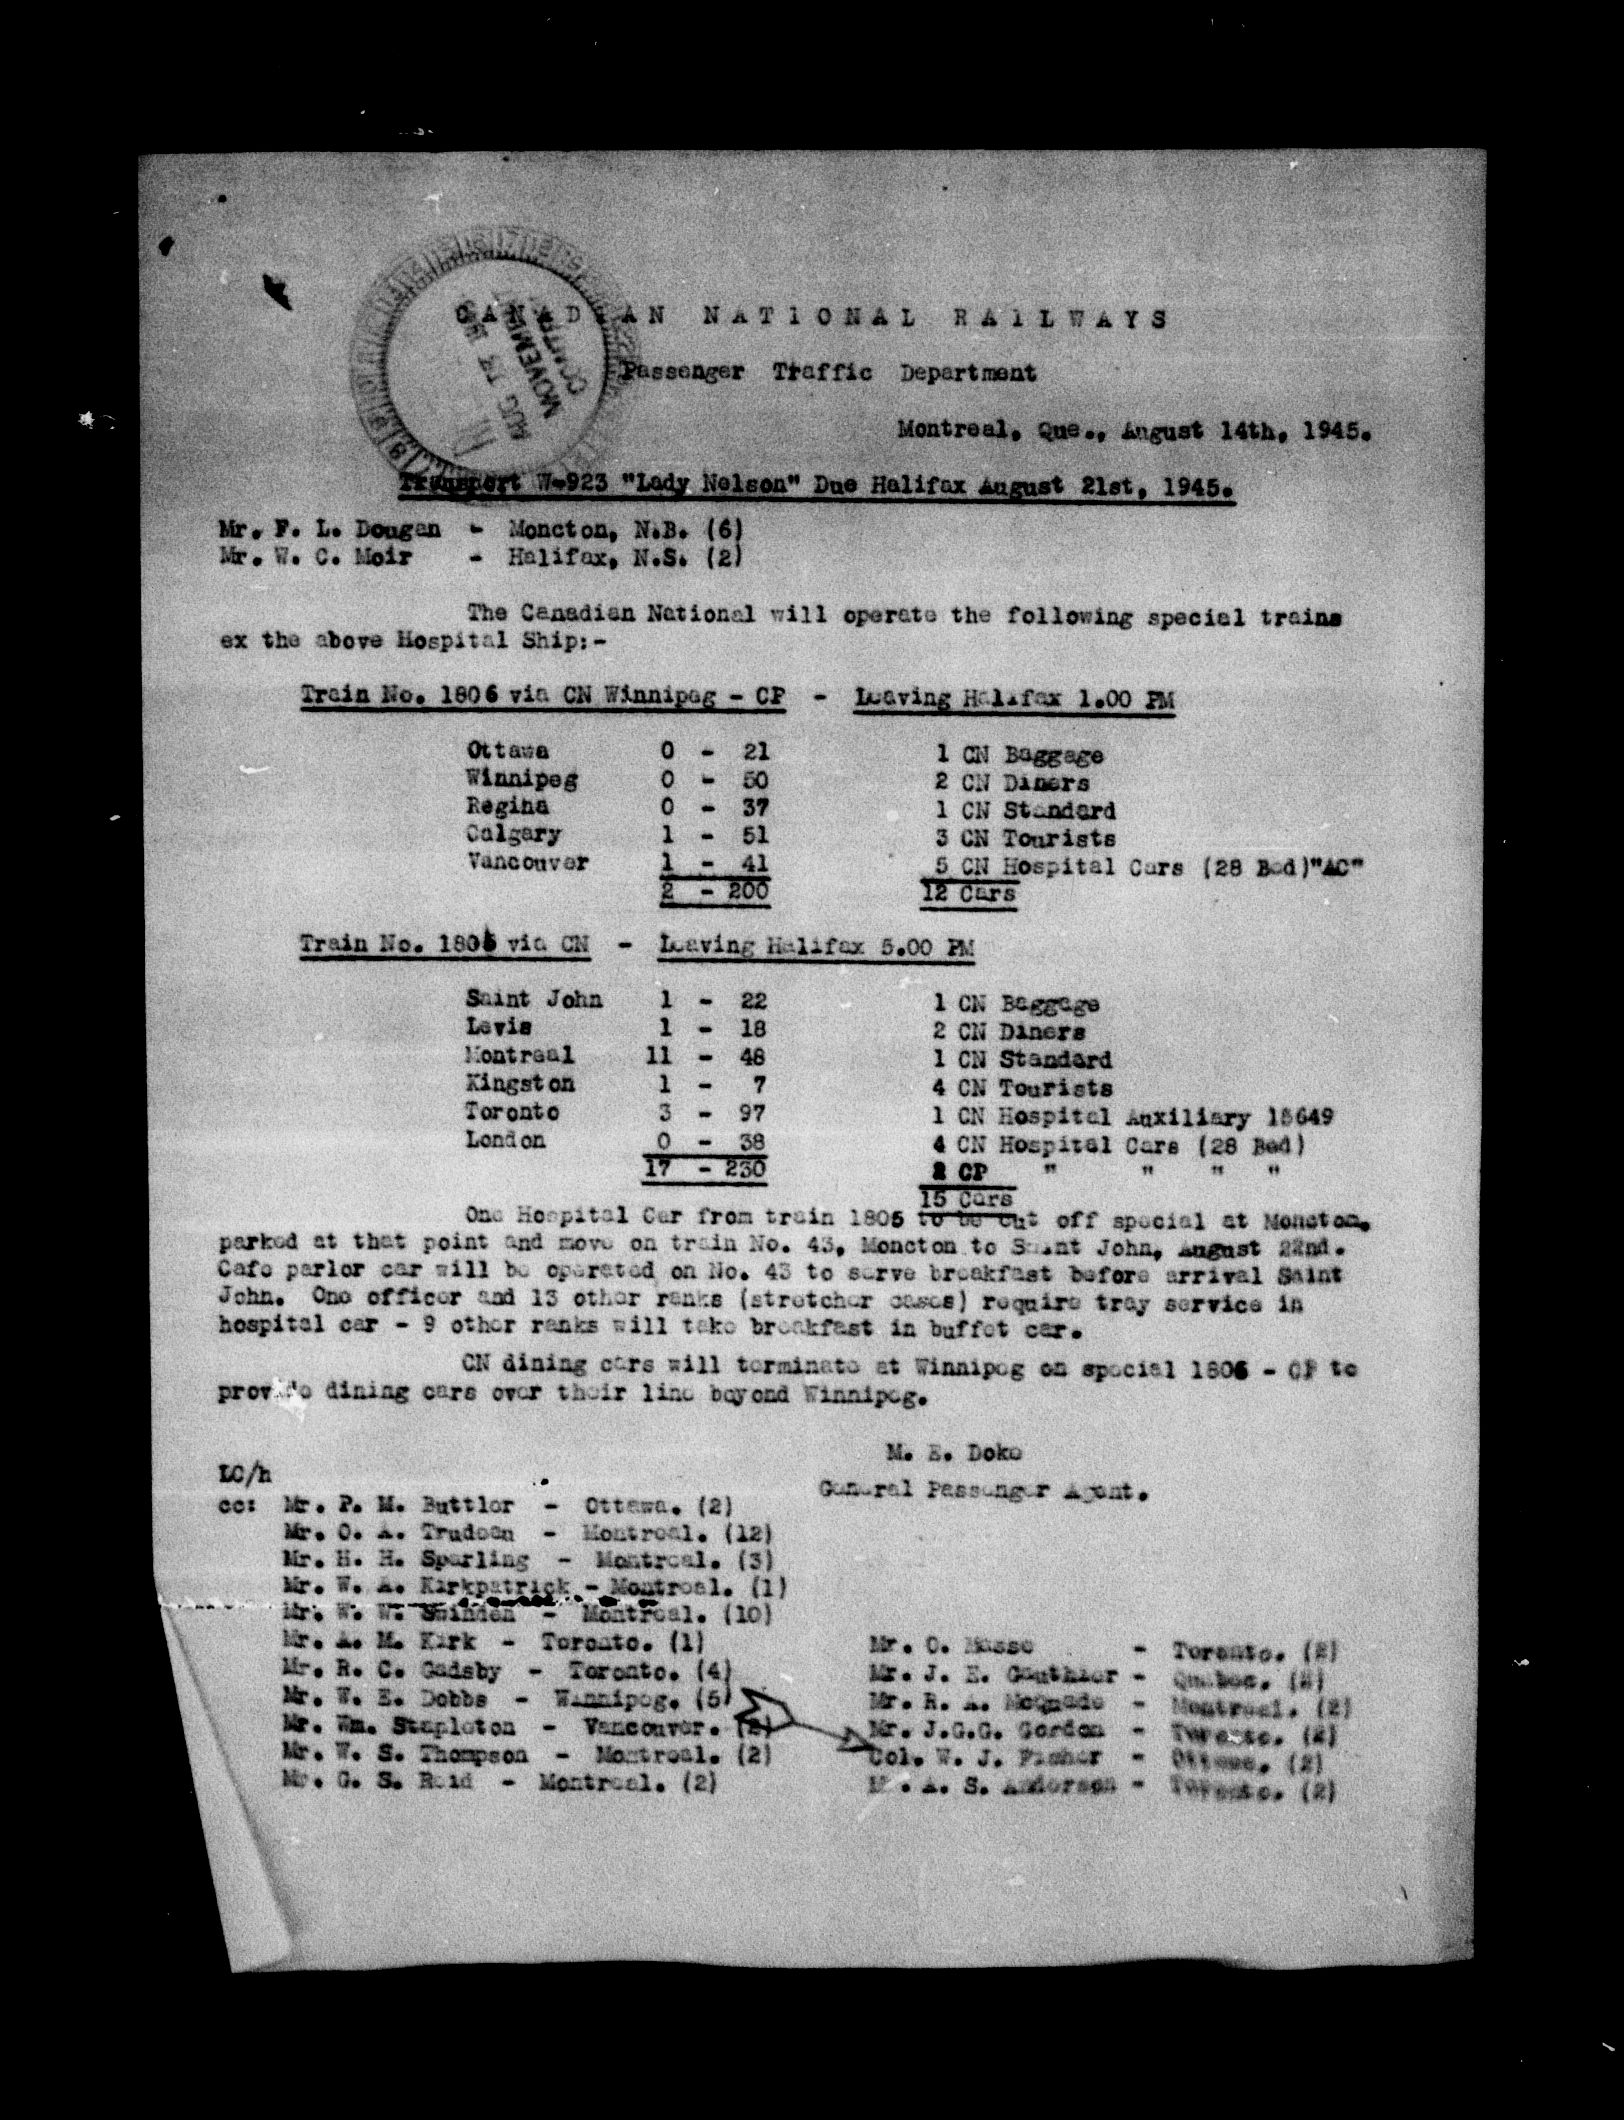 CANADIAN NATIONAL RAILWAYS
Passenger Traffic Department
MOVEMENT
AUG 14
Montreal, Que., August 14th, 1945.
Transport W-923 "Lady Nelson" Due Halifax August 21st, 1945.
Mr. F. L. Dougan - Moncton, N.B. (6)
Mr. W. C. Moir - Halifax, N.S. (2)
The Canadian National will operate the following special trains
ex the above Hospital Ship:-
Train No. 1806 via CN Winnipeg - CP - Leaving Halifax 1.00 PM
Ottawa 0 - 21 1 CN Baggage
Winnipeg 0 - 50 2 CN Diners
Regina 0 - 37 1 CN Standard
Calgary 1 - 51 3 CN Tourists
Vancouver 1 - 41 5 CN Hospital Cars (28 Bed)"AC"
2 - 200 12 Cars
Train No. 1805 via CN - Leaving Halifax 5.00 PM
Saint John 1 - 22 1 CN Baggage
Levis 1 - 18 2 CN Diners
Montreal 11 - 48 1 CN Standard
Kingston 1 - 7 4 CN Tourists
Toronto 3 - 97 1 CN Hospital Auxiliary 15649
London 0 - 38 4 CN Hospital Cars (28 Bed)
17 - 230 2 CP " " " "
15 Cars
One Hospital Car from train 1805 to be cut off special at Moncton,
parked at that point and move on train No. 43, Moncton to Saint John, August 22nd.
Cafe parlor car will be operated on No. 43 to serve breakfast before arrival Saint
John. One officer and 13 other ranks (stretcher cases) require tray service in
hospital car - 9 other ranks will take breakfast in buffet car.
CN dining cars will terminate at Winnipeg on special 1806 - CP to
provide dining cars over their line beyond Winnipeg.
M. E. Doke
General Passenger Agent.
LC/h
cc: Mr. P. M. Buttler - Ottawa. (2)
Mr. O. A. Trudeau - Montreal. (12)
Mr. H. H. Sparling - Montreal. (3)
Mr. W. A. Kirkpatrick - Montreal. (1)
Mr. W. W. Swinden - Montreal. (10)
Mr. A. M. Kirk - Toronto. (1)
Mr. R. C. Gadsby - Toronto. (4)
Mr. W. E. Dobbs - Winnipeg. (5)
Mr. Wm. Stapleton - Vancouver. (2)
Mr. W. S. Thompson - Montreal. (2)
Mr. G. S. Reid - Montreal. (2)
Mr. O. Masse - Toronto. (2)
Mr. J. E. Gauthier - Quebec. (2)
Mr. R. A. McQuade - Montreal. (2)
Mr. J.G.G. Gordon - Toronto. (2)
Col. W. J. Fisher - Ottawa. (2)
Mr. A. S. Anderson - Toronto. (2)